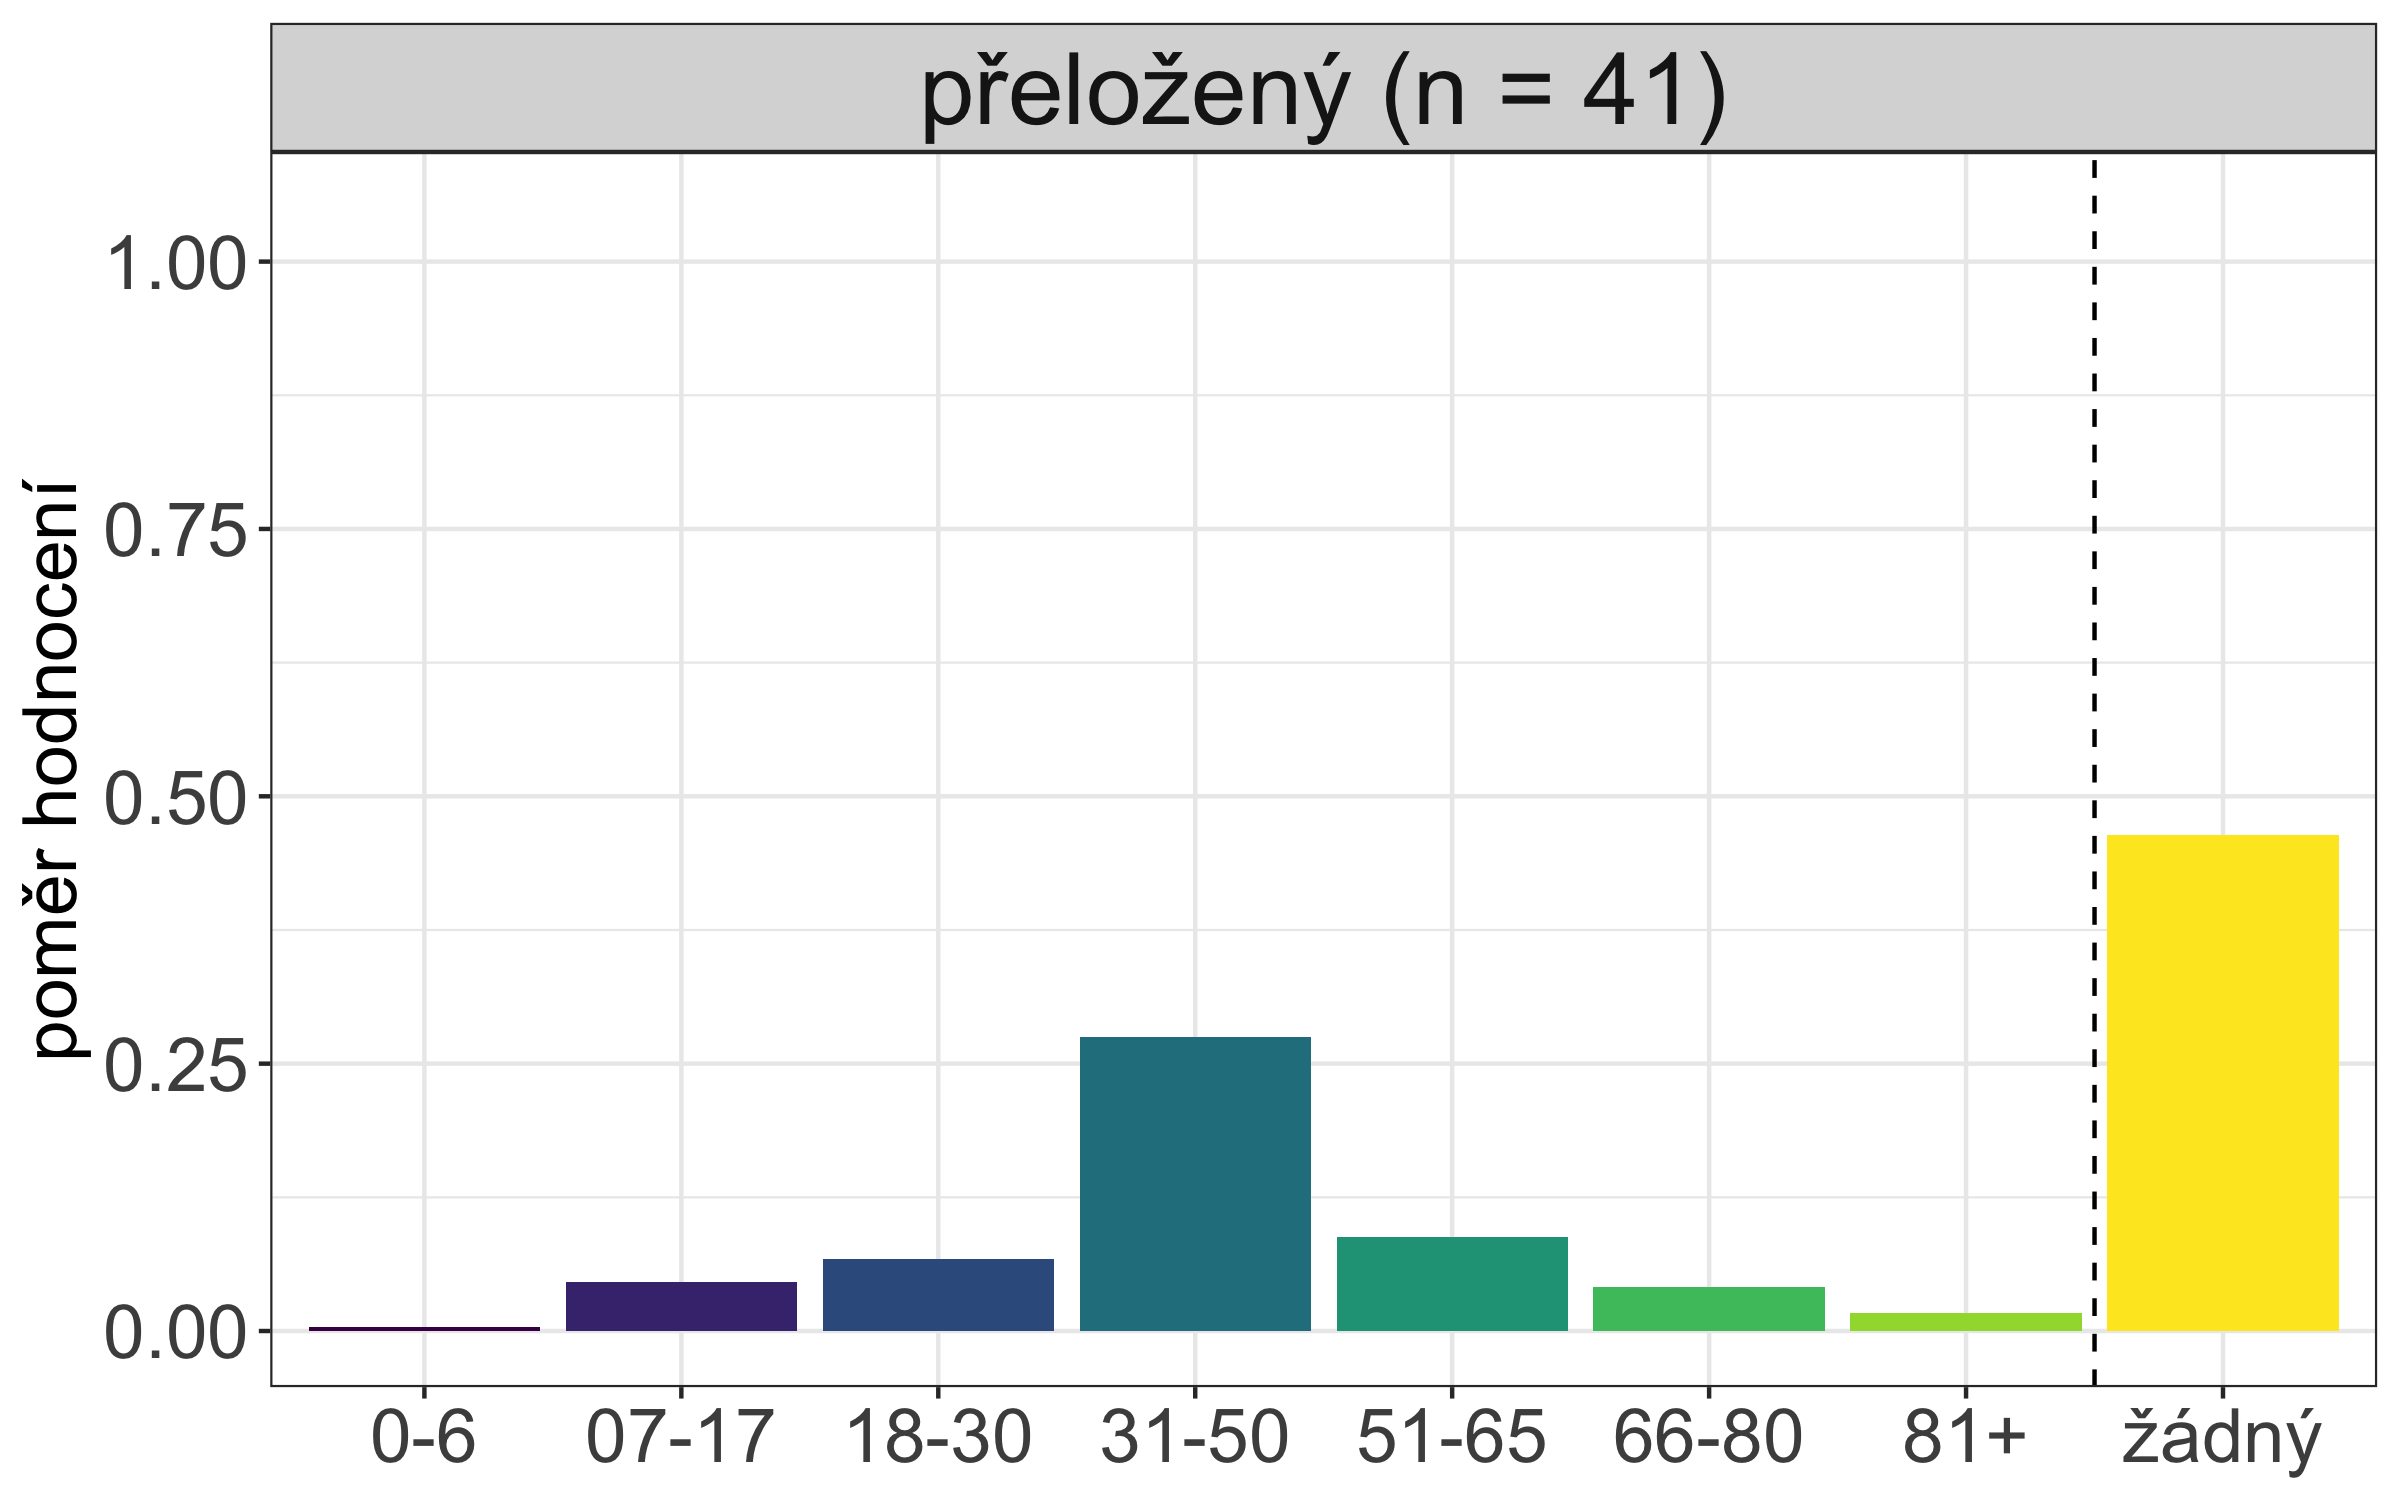 přeložený (n = 41)
poměr hodnocení
1.00
0.75
0.50
0.25
0.00
0-6 07-17 18-30 31-50 51-65 66-80 81+ žádný